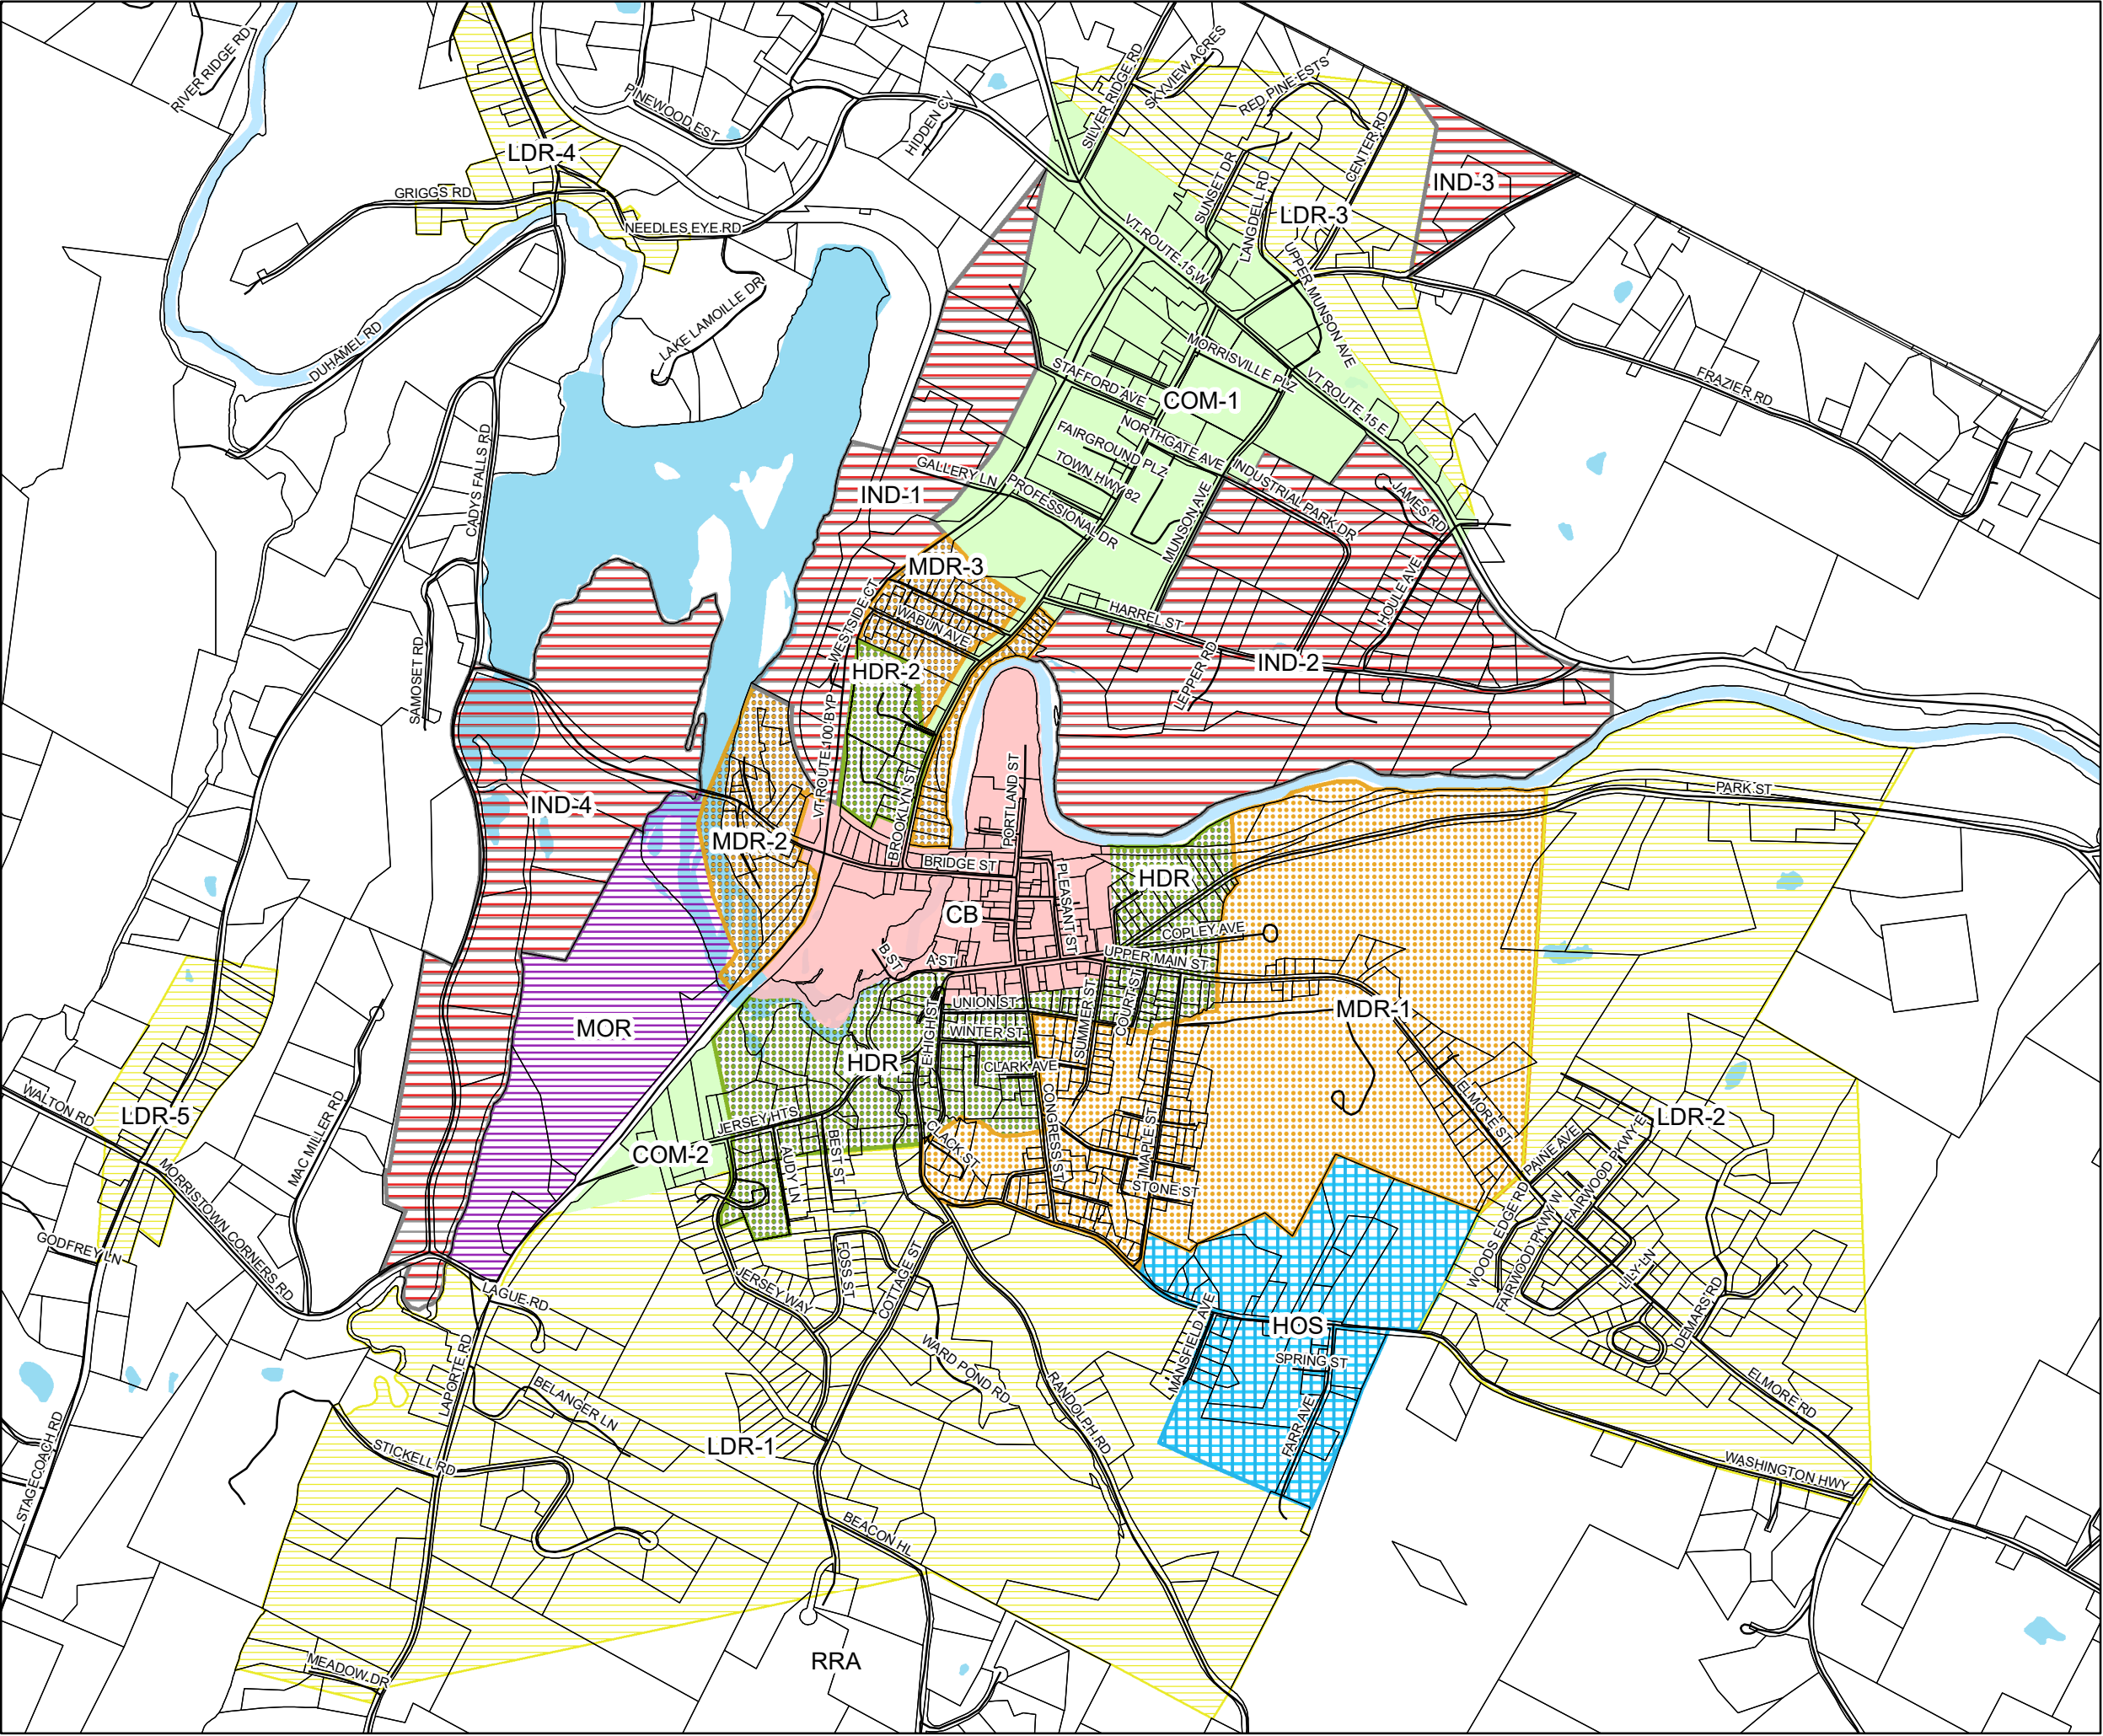 RIVER RIDGE RD
PINEWOOD EST
HIDDEN CV
SILVER RIDGE RD
SKYVIEW ACRES
RED PINE ESTS
CENTER RD
LDR-4
GRIGGS RD
NEEDLES EYE RD
IND-3
LDR-3
SUNSET DR
LANGDELL RD
VT ROUTE 15 W
UPPER MUNSON AVE
LAKE LAMOILLE DR
DUHAMEL RD
MORRISVILLE PLZ
STAFFORD AVE
COM-1
VT ROUTE 15 E
FRAZIER RD
CADYS FALLS RD
NORTHGATE AVE
FAIRGROUND PLZ
TOWN HWY 82
GALLERY LN
PROFESSIONAL DR
INDUSTRIAL PARK DR
JAMES RD
IND-1
MUNSON AVE
MDR-3
WESTSIDE CT
WABUN AVE
HARREL ST
LHOULE AVE
SAMOSET RD
HDR-2
LEPPER RD
IND-2
VT ROUTE 100 BYP
BROOKLYN ST
PORTLAND ST
PARK ST
IND-4
MDR-2
BRIDGE ST
PLEASANT ST
HDR
CB
COPLEY AVE
B ST
A ST
UPPER MAIN ST
UNION ST
SUMMER ST
COURT ST
MDR-1
MOR
LEHIGH ST
WINTER ST
HDR
CLARK AVE
CONGRESS ST
ELMORE ST
WALTON RD
LDR-5
MAC MILLER RD
JERSEY HTS
COM-2
AUDY LN
BEST ST
CLACK ST
MAPLE ST
STONE ST
LDR-2
PAINE AVE
FAIRWOOD PKWY E
WOODS EDGE RD
FAIRWOOD PKWY W
LILY LN
DEMARS RD
MORRISTOWN CORNERS RD
GODFREY LN
LAGUE RD
JERSEY WAY
FOSS ST
COTTAGE ST
MANSFIELD AVE
HOS
SPRING ST
FARR AVE
LAPORTE RD
WARD POND RD
RANDOLPH RD
BELANGER LN
ELMORE RD
STAGECOACH RD
STICKELL RD
LDR-1
WASHINGTON HWY
BEACON HL
RRA
MEADOW DR